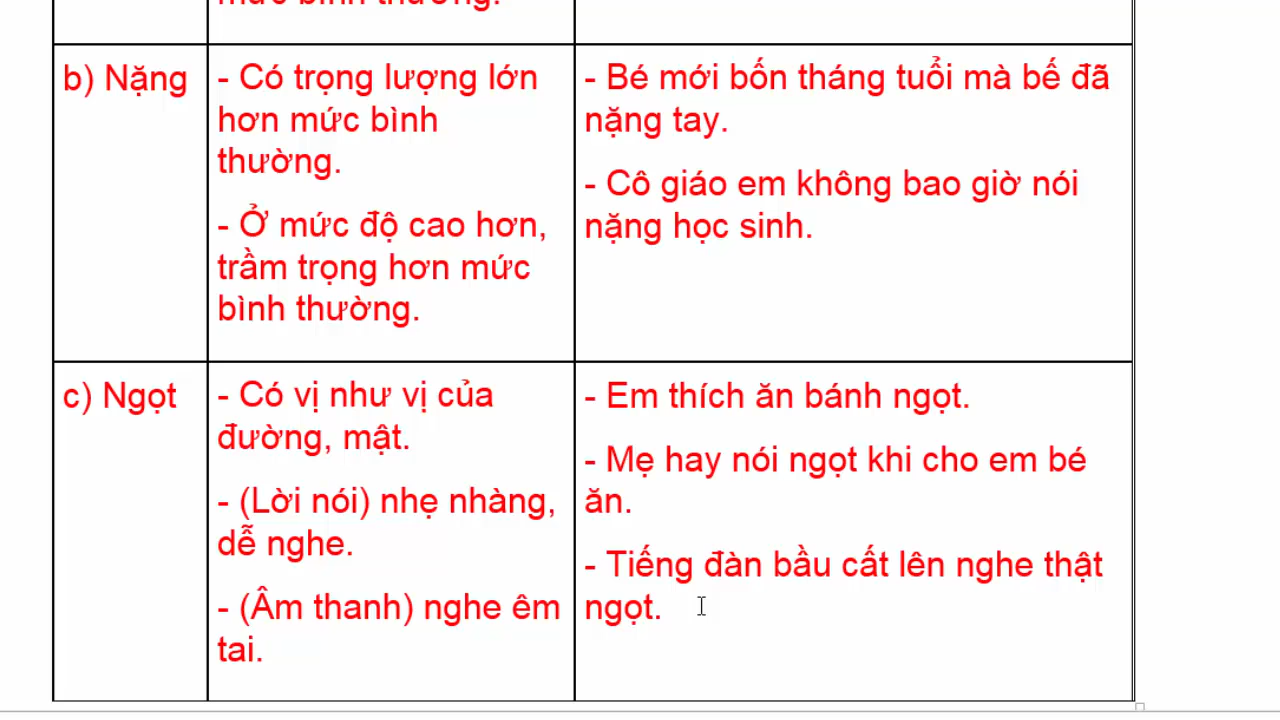 mức bình thường.
b) Nặng
- Có trọng lượng lớn
hơn mức bình
thường.
- Ở mức độ cao hơn,
trầm trọng hơn mức
bình thường.
- Bé mới bốn tháng tuổi mà bế đã
nặng tay.
- Cô giáo em không bao giờ nói
nặng học sinh.
c) Ngọt
- Có vị như vị của
đường, mật.
- (Lời nói) nhẹ nhàng,
dễ nghe.
- (Âm thanh) nghe êm
tai.
- Em thích ăn bánh ngọt.
- Mẹ hay nói ngọt khi cho em bé
ăn.
- Tiếng đàn bầu cất lên nghe thật
ngọt.